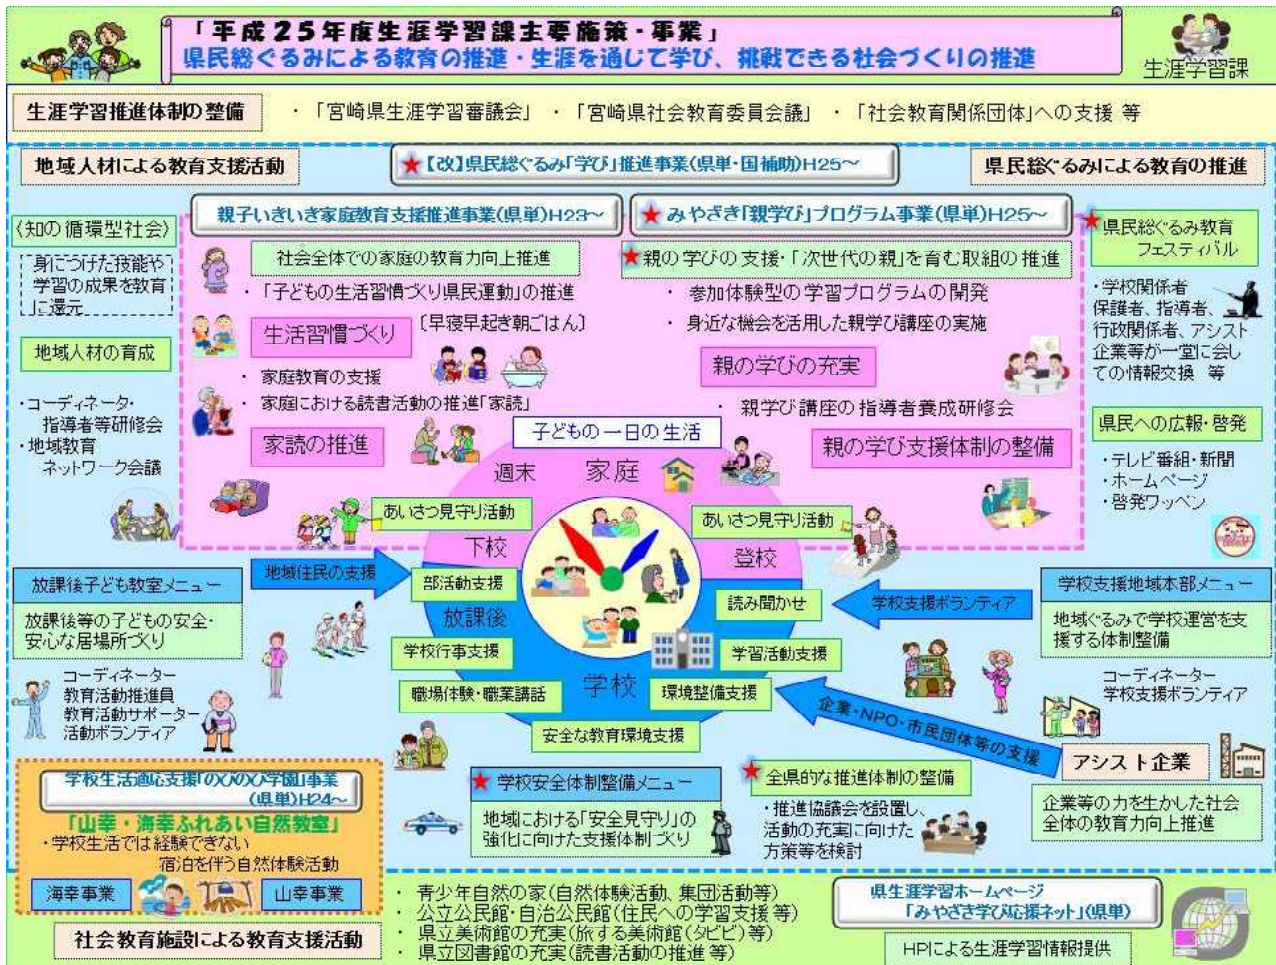 「平成25年度生涯学習課主要施策・事業」
県民総ぐるみによる教育の推進・生涯を通じて学び、挑戦できる社会づくりの推進
生涯学習課
生涯学習推進体制の整備
・「宮崎県生涯学習審議会」 ・「宮崎県社会教育委員会議」 ・「社会教育関係団体」への支援 等
地域人材による教育支援活動
★【改】県民総ぐるみ「学び」推進事業(県単・国補助)H25～
県民総ぐるみによる教育の推進
〈知の循環型社会〉
身につけた技能や
学習の成果を教育
に還元
地域人材の育成
・コーディネータ・
指導者等研修会
・地域教育
ネットワーク会議
親子いきいき家庭教育支援推進事業(県単)H23～
社会全体での家庭の教育力向上推進
・「子どもの生活習慣づくり県民運動」の推進
生活習慣づくり
〔早寝早起き朝ごはん〕
・ 家庭教育の支援
・ 家庭における読書活動の推進「家読」
家読の推進
★みやざき「親学び」プログラム事業(県単)H25～
★親の学びの支援・「次世代の親」を育む取組の推進
・ 参加体験型の学習プログラムの開発
・ 身近な機会を活用した親学び講座の実施
親の学びの充実
・ 親学び講座の指導者養成研修会
親の学び支援体制の整備
★県民総ぐるみ教育
フェスティバル
・学校関係者
保護者、指導者、
行政関係者、アシスト
企業等が一堂に会し
ての情報交換 等
県民への広報・啓発
・テレビ番組・新聞
・ホームページ
・啓発ワッペン
子どもの一日の生活
週末
家庭
あいさつ見守り活動
あいさつ見守り活動
下校
登校
地域住民の支援
部活動支援
放課後
読み聞かせ
学校支援ボランティア
学校行事支援
学習活動支援
職場体験・職業講話
学校
環境整備支援
安全な教育環境支援
企業・NPO・市民団体等の支援
放課後子ども教室メニュー
放課後等の子どもの安全・
安心な居場所づくり
コーディネーター
教育活動推進員
教育活動サポーター
活動ボランティア
学校支援地域本部メニュー
地域ぐるみで学校運営を支
援する体制整備
コーディネーター
学校支援ボランティア
アシスト企業
企業等の力を生かした社会
全体の教育力向上推進
学校生活適応支援「のびのび学園」事業
(県単)H24～
「山幸・海幸ふれあい自然教室」
・学校生活では経験できない
宿泊を伴う自然体験活動
海幸事業
山幸事業
★学校安全体制整備メニュー
地域における「安全見守り」の
強化に向けた支援体制づくり
★全県的な推進体制の整備
・推進協議会を設置し、
活動の充実に向けた
方策等を検討
社会教育施設による教育支援活動
・ 青少年自然の家(自然体験活動、集団活動等)
・ 公立公民館・自治公民館(住民への学習支援 等)
・ 県立美術館の充実(旅する美術館(タビビ)等)
・ 県立図書館の充実(読書活動の推進 等)
県生涯学習ホームページ
「みやざき学び応援ネット」(県単)
HPによる生涯学習情報提供